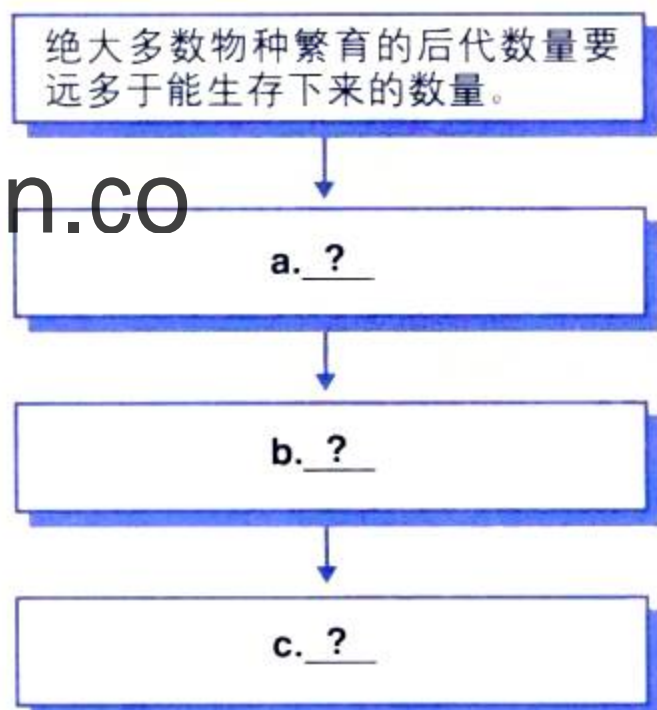 绝大多数物种繁育的后代数量要
远多于能生存下来的数量。
n.co
a. ?
b. ?
c. ?